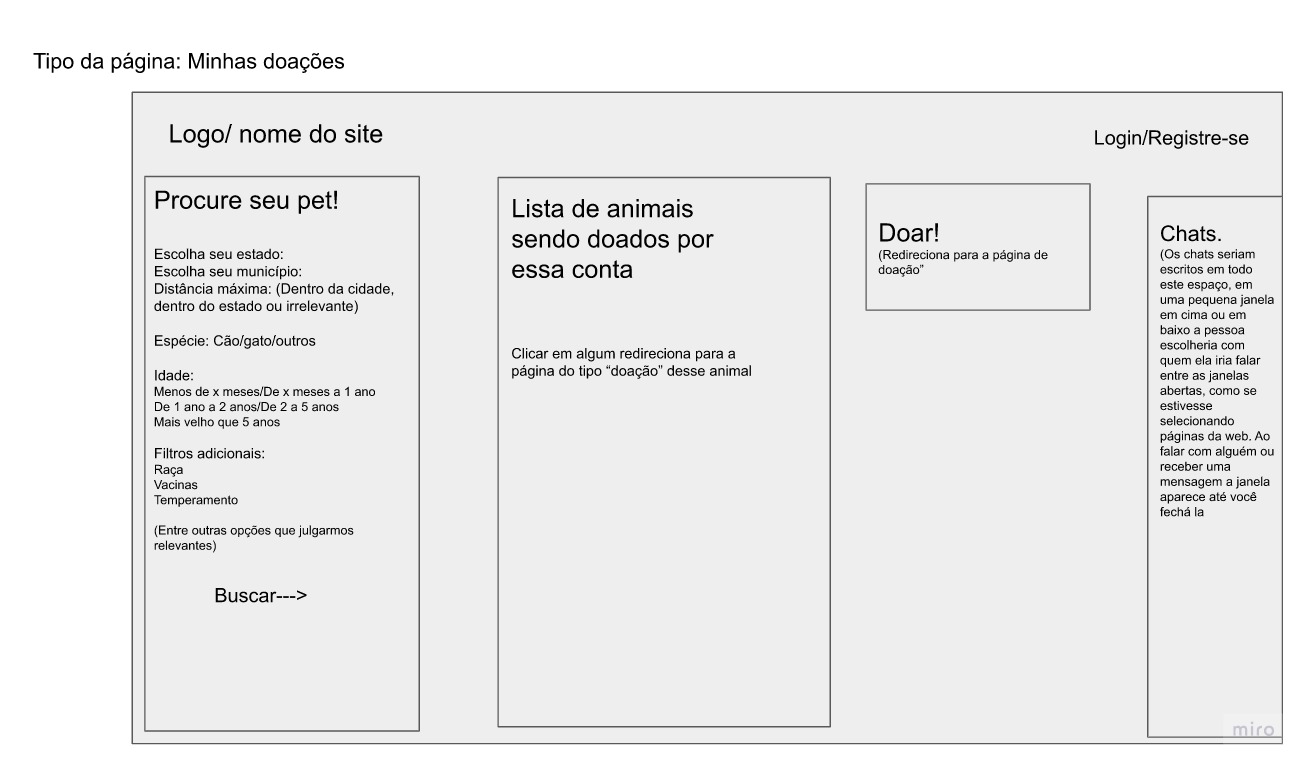 Tipo da página: Minhas doações
Logo/ nome do site
Login/Registre-se
Procure seu pet!
Escolha seu estado:
Escolha seu município:
Distância máxima: (Dentro da cidade,
dentro do estado ou irrelevante)
Espécie: Cão/gato/outros
Idade:
Menos de x meses/De x meses a 1 ano
De 1 ano a 2 anos/De 2 a 5 anos
Mais velho que 5 anos
Filtros adicionais:
Raça
Vacinas
Temperamento
(Entre outras opções que julgarmos
relevantes)
Buscar--->
Lista de animais
sendo doados por
essa conta
Clicar em algum redireciona para a
página do tipo “doação” desse animal
Doar!
(Redireciona para a página de
doação”
Chats.
(Os chats seriam
escritos em todo
este espaço, em
uma pequena janela
em cima ou em
baixo a pessoa
escolheria com
quem ela iria falar
entre as janelas
abertas, como se
estivesse
selecionando
páginas da web. Ao
falar com alguém ou
receber uma
mensagem a janela
aparece até você
fechá la
miro